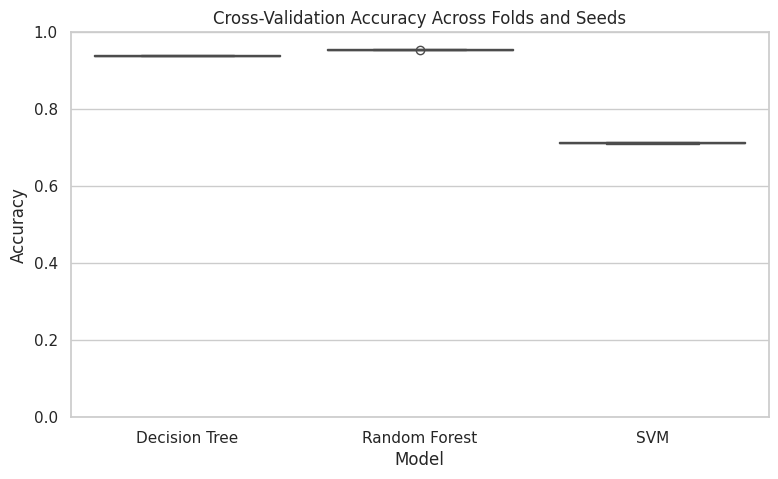 Cross-Validation Accuracy Across Folds and Seeds
1.0
0.8
0.6
0.4
0.2
0.0
Accuracy
Decision Tree
Random Forest
SVM
Model